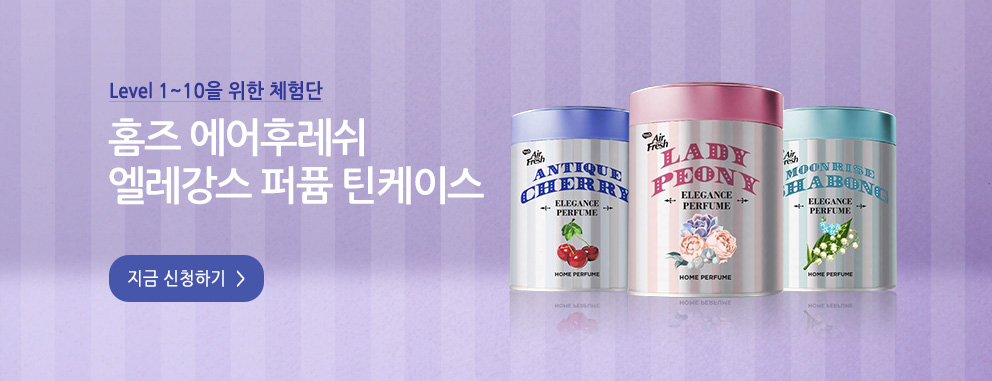 Level 1~10을 위한 체험단
홈즈 에어후레쉬
엘레강스 퍼퓸 틴케이스
지금 신청하기 >
Air
Fresh
ANTIQUE
CHERRY
ELEGANCE
PERFUME
HOME PERFUME
Air
Fresh
LADY
PEONY
ELEGANCE
PERFUME
HOME PERFUME
Air
Fresh
MOONRISE
SHABONG
ELEGANCE
PERFUME
HOME PERFUME